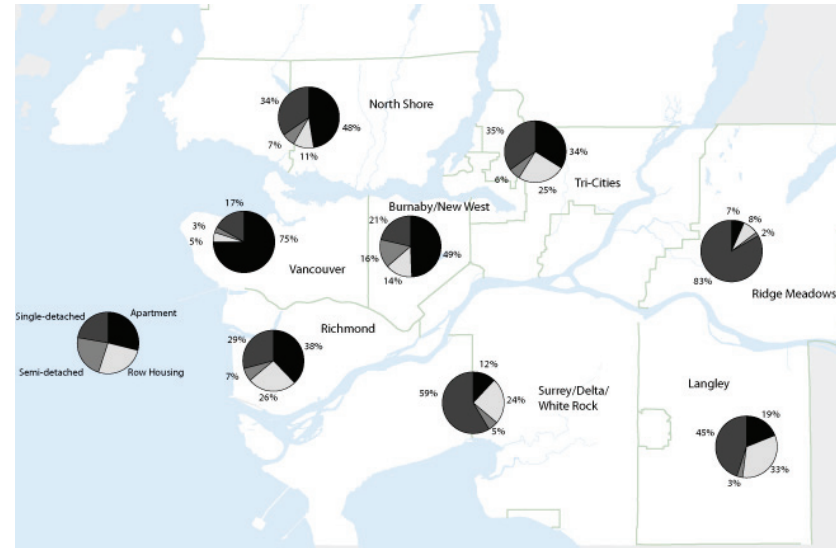 34%
North Shore
48%
7%
11%
35%
34%
Tri-Cities
6%
25%
17%
3%
5%
75%
Vancouver
Burnaby/New West
21%
16%
49%
14%
7%
8%
2%
83%
Ridge Meadows
Single-detached
Apartment
Semi-detached
Row Housing
Richmond
29%
38%
7%
26%
12%
59%
24%
5%
Surrey/Delta/
White Rock
Langley
19%
45%
33%
3%